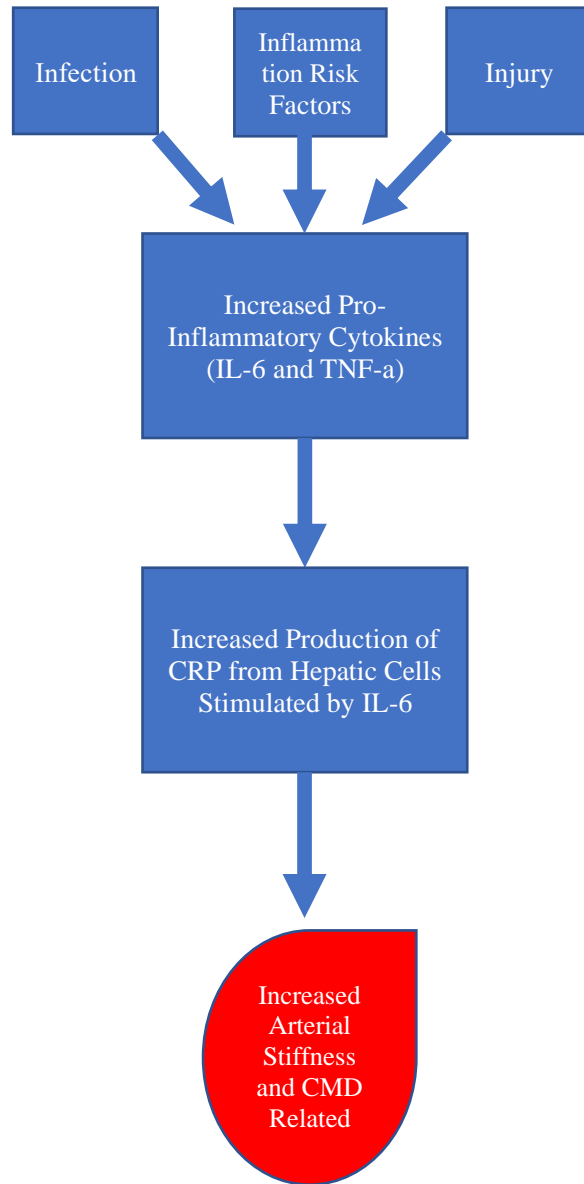 Infection
Inflamma
tion Risk
Factors
Injury
Increased Pro-
Inflammatory Cytokines
(IL-6 and TNF-a)
Increased Production of
CRP from Hepatic Cells
Stimulated by IL-6
Increased
Arterial
Stiffness
and CMD
Related